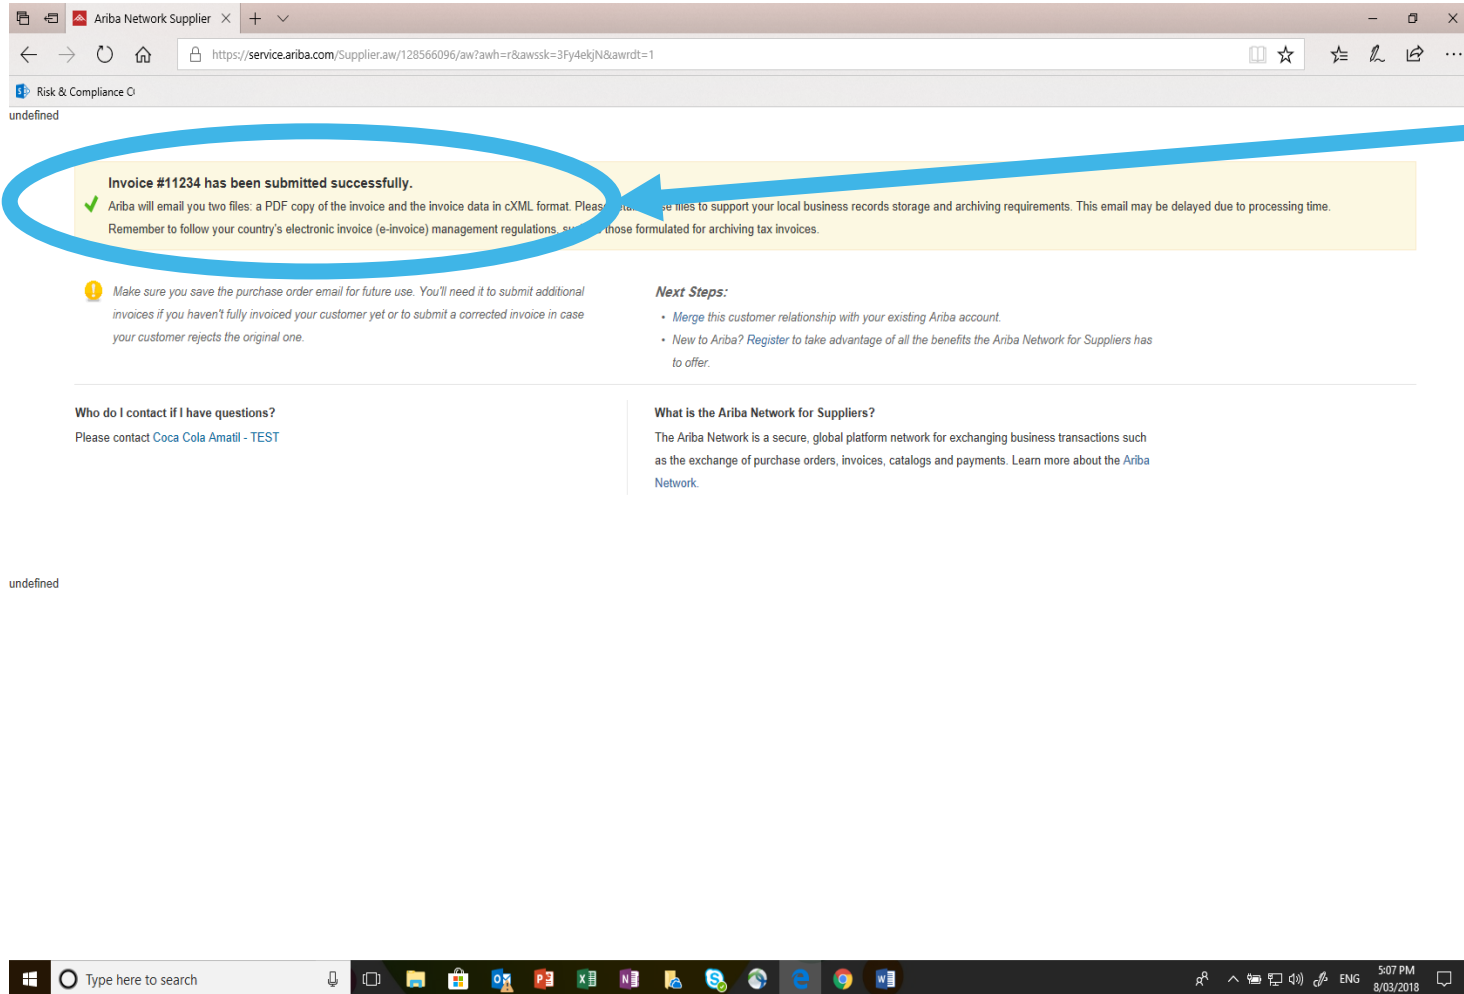 Ariba Network Supplier
https://service.ariba.com/Supplier.aw/128566096/aw?awh=r&awssk=3Fy4ekjN&awrdt=1
Risk & Compliance C
undefined
Invoice #11234 has been submitted successfully.
Ariba will email you two files: a PDF copy of the invoice and the invoice data in cXML format. Please files to support your local business records storage and archiving requirements. This email may be delayed due to processing time.
Remember to follow your country's electronic invoice (e-invoice) management regulations, those formulated for archiving tax invoices.
Make sure you save the purchase order email for future use. You'll need it to submit additional
invoices if you haven't fully invoiced your customer yet or to submit a corrected invoice in case
your customer rejects the original one.
Next Steps:
• Merge this customer relationship with your existing Ariba account.
• New to Ariba? Register to take advantage of all the benefits the Ariba Network for Suppliers has
to offer.
Who do I contact if I have questions?
Please contact Coca Cola Amatil - TEST
What is the Ariba Network for Suppliers?
The Ariba Network is a secure, global platform network for exchanging business transactions such
as the exchange of purchase orders, invoices, catalogs and payments. Learn more about the Ariba
Network.
undefined
Type here to search
ENG
5:07 PM
8/03/2018